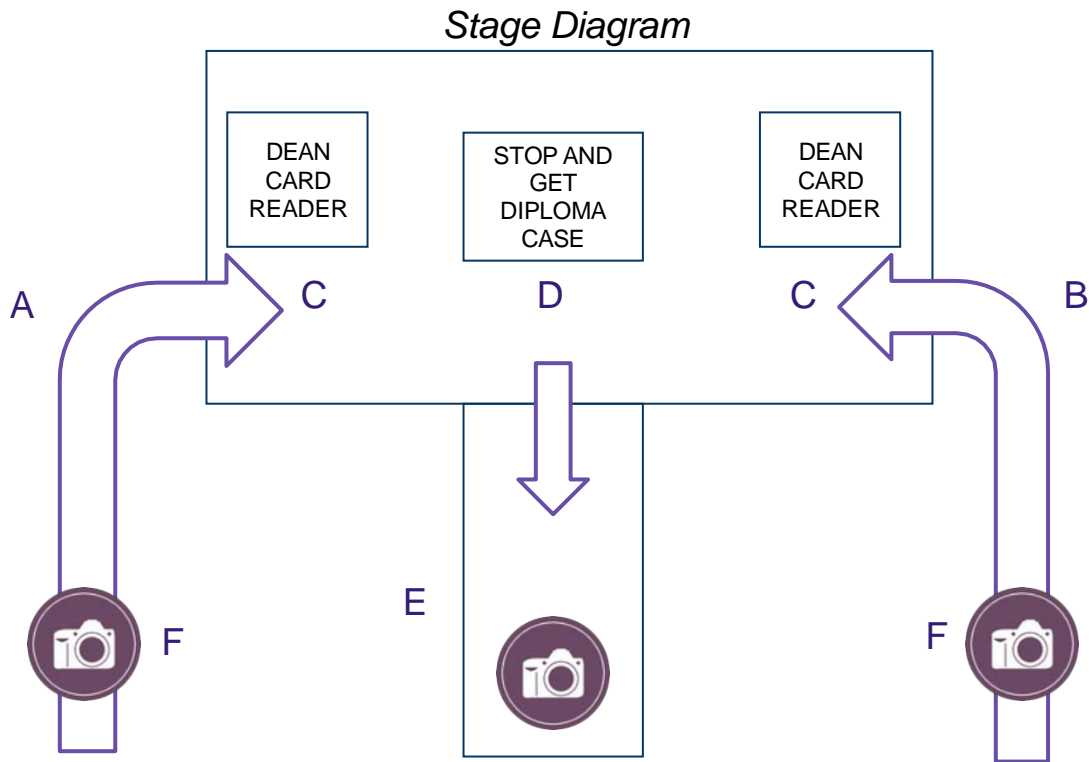 Stage Diagram
DEAN
CARD
READER
STOP AND
GET
DIPLOMA
CASE
DEAN
CARD
READER
A
C
D
C
B
E
F
F